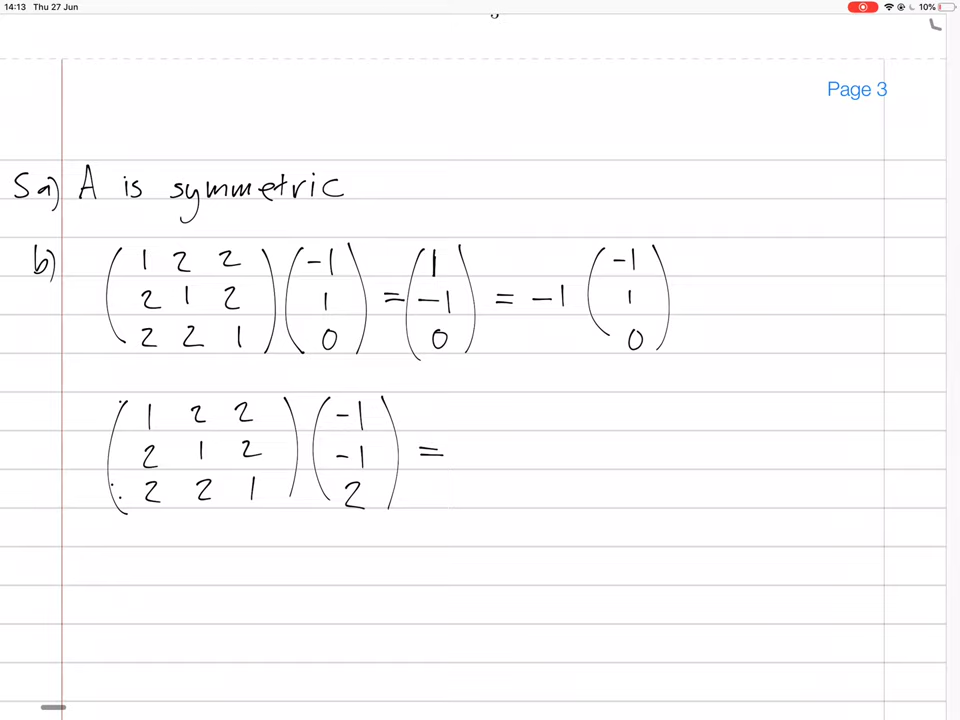 14:13 Thu 27 Jun 10%
Page 3
5a) A is symmetric
b) ( 1 2 2 ) ( -1 ) ( 1 ) ( -1 )
( 2 1 2 ) ( 1 ) = ( -1 ) = -1 ( 1 )
( 2 2 1 ) ( 0 ) ( 0 ) ( 0 )
( 1 2 2 ) ( -1 )
( 2 1 2 ) ( -1 ) =
( 2 2 1 ) ( 2 )